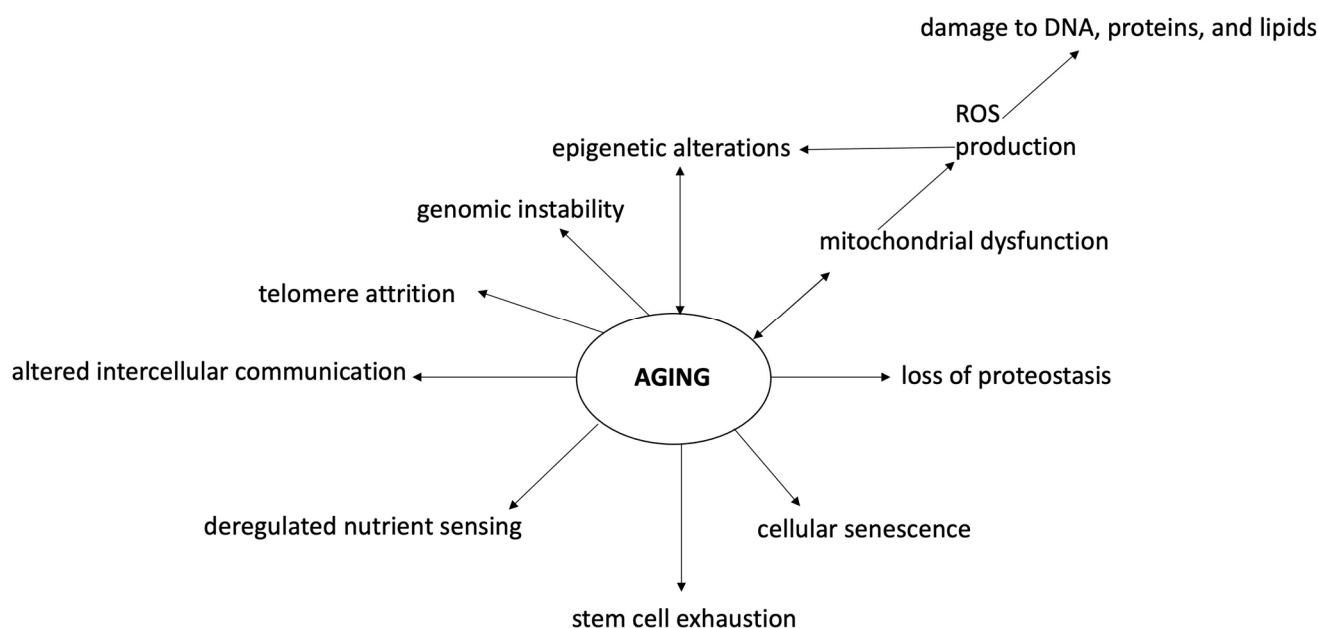 damage to DNA, proteins, and lipids
ROS
production
epigenetic alterations
genomic instability
mitochondrial dysfunction
telomere attrition
altered intercellular communication
AGING
loss of proteostasis
deregulated nutrient sensing
cellular senescence
stem cell exhaustion